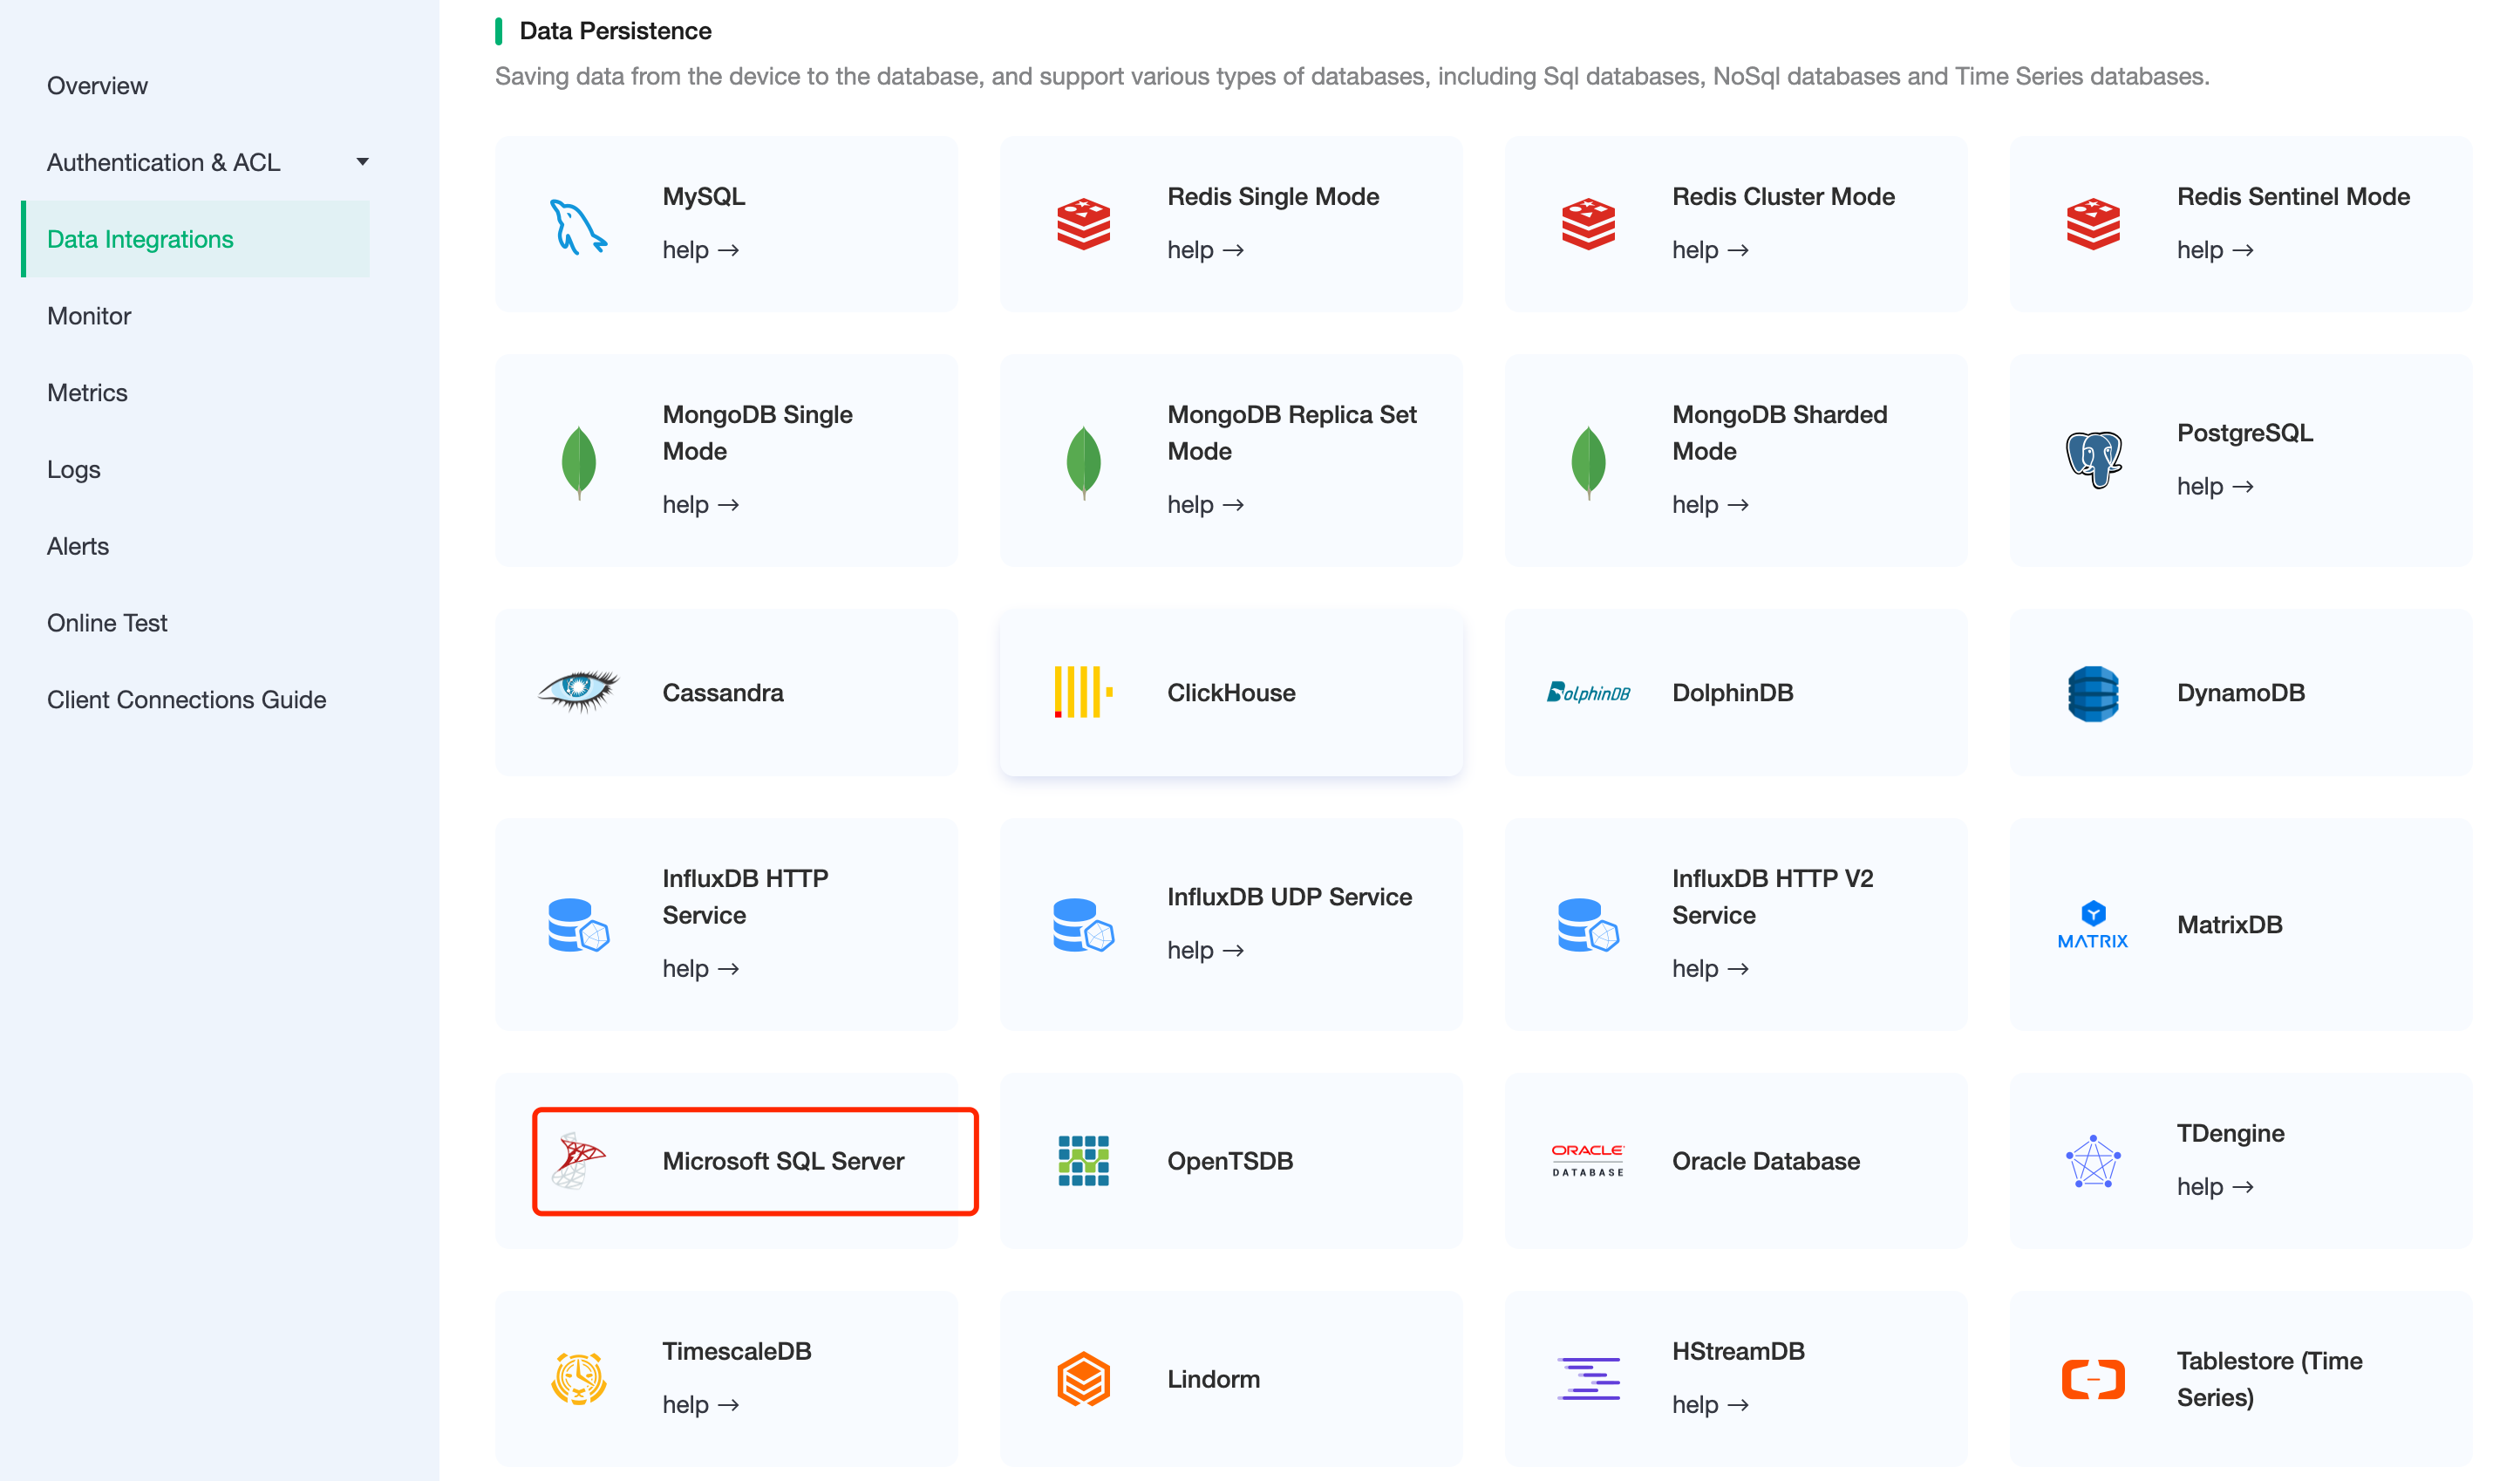 Overview
Authentication & ACL
Data Integrations
Monitor
Metrics
Logs
Alerts
Online Test
Client Connections Guide
Data Persistence
Saving data from the device to the database, and support various types of databases, including Sql databases, NoSql databases and Time Series databases.
MySQL
help →
Redis Single Mode
help →
Redis Cluster Mode
help →
Redis Sentinel Mode
help →
MongoDB Single
Mode
help →
MongoDB Replica Set
Mode
help →
MongoDB Sharded
Mode
help →
PostgreSQL
help →
Cassandra
ClickHouse
DolphinDB
DolphinDB
DynamoDB
InfluxDB HTTP
Service
help →
InfluxDB UDP Service
help →
InfluxDB HTTP V2
Service
help →
MATRIX
MatrixDB
Microsoft SQL Server
OpenTSDB
ORACLE
DATABASE
Oracle Database
TDengine
help →
TimescaleDB
help →
Lindorm
HStreamDB
help →
Tablestore (Time
Series)